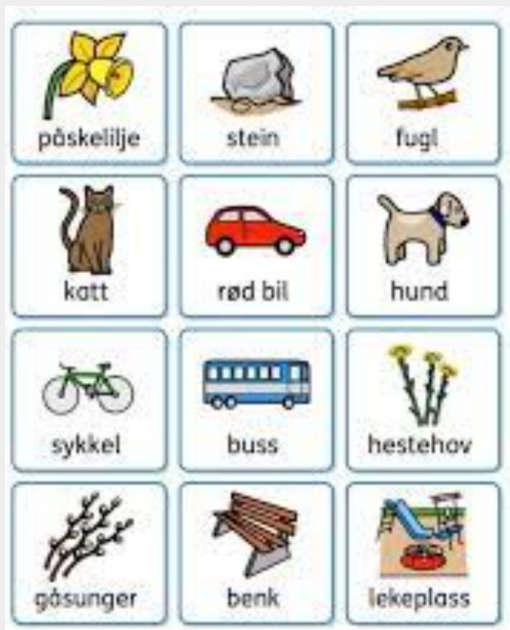 påskelilje stein fugl
katt rød bil hund
sykkel buss hestehov
gåsunger benk lekeplass